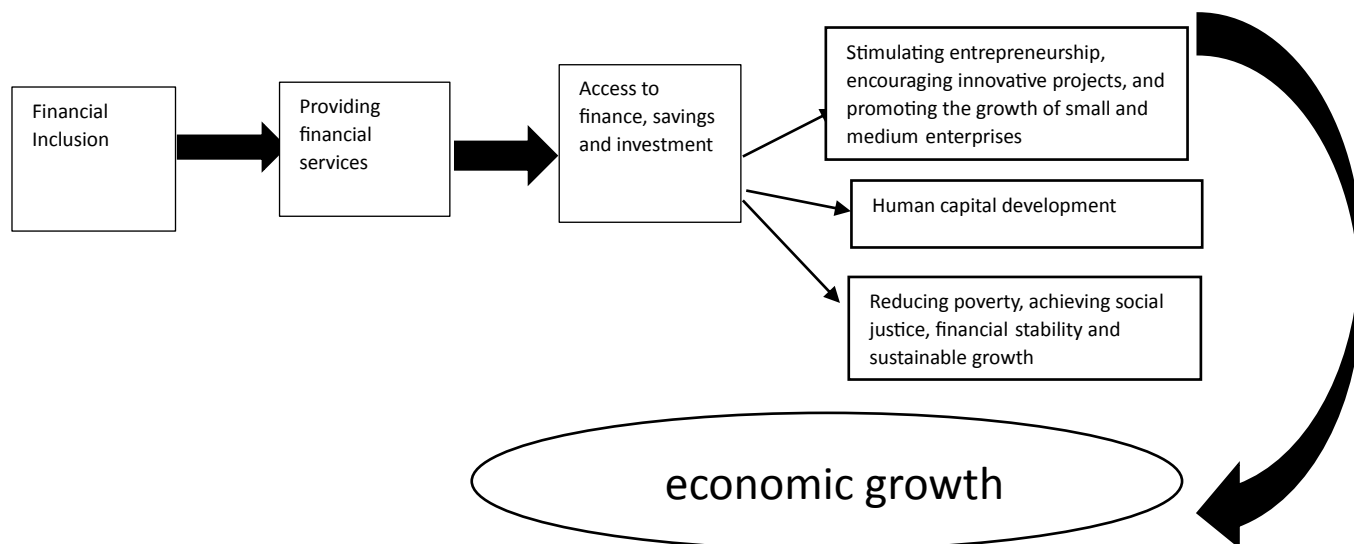 Financial
Inclusion
Providing
financial
services
Access to
finance, savings
and investment
Stimulating entrepreneurship,
encouraging innovative projects, and
promoting the growth of small and
medium enterprises
Human capital development
Reducing poverty, achieving social
justice, financial stability and
sustainable growth
economic growth